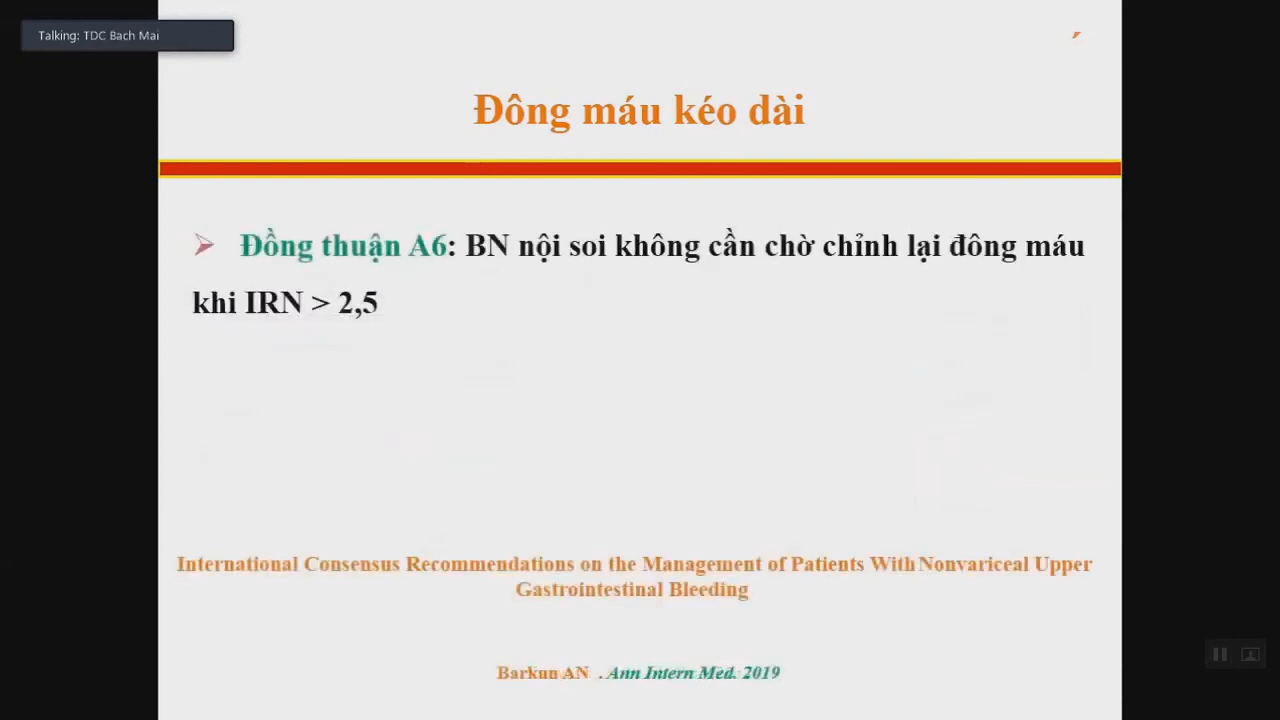 Talking: TDC Bach Mai
Đông máu kéo dài
Đồng thuận A6: BN nội soi không cần chờ chỉnh lại đông máu
khi IRN > 2,5
International Consensus Recommendations on the Management of Patients With Nonvariceal Upper
Gastrointestinal Bleeding
Barkun AN . Ann Intern Med. 2019